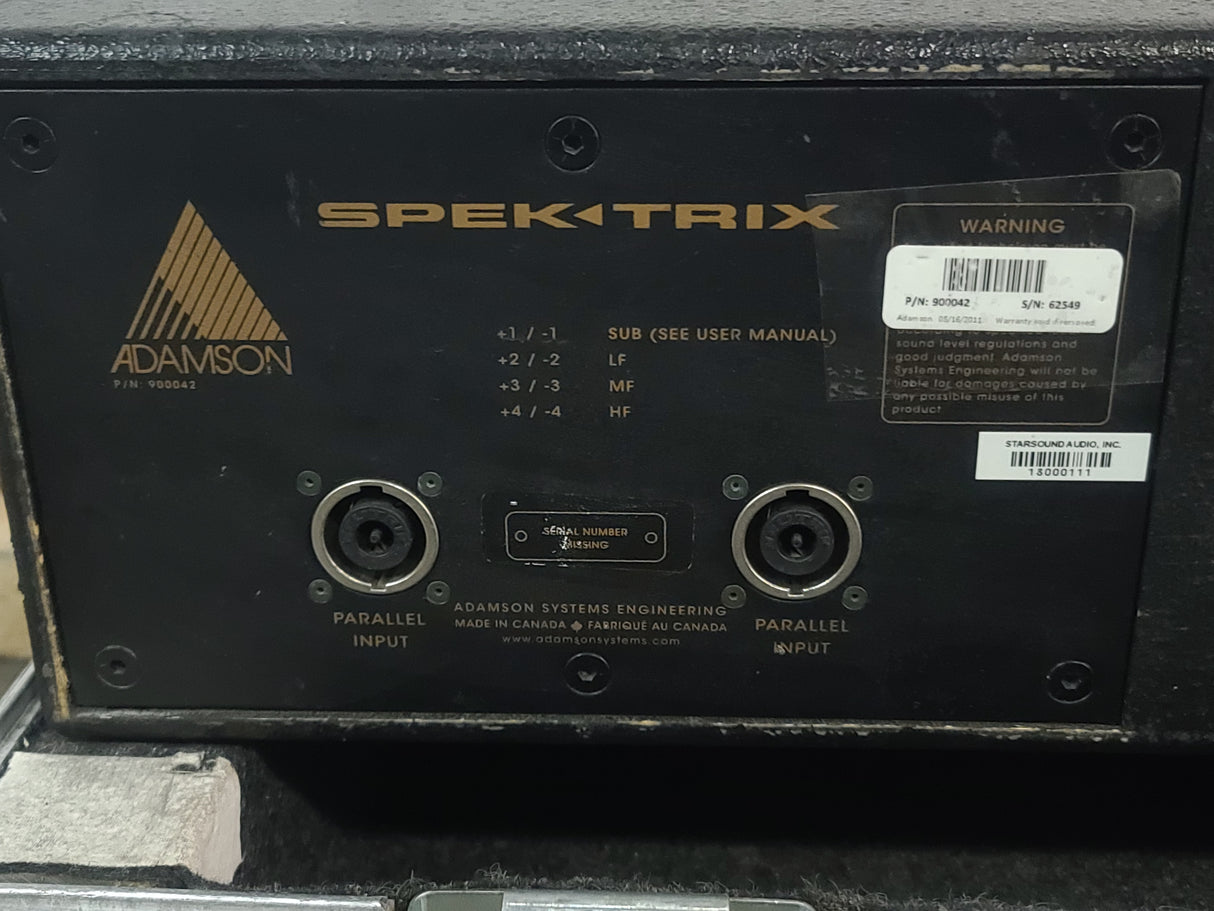 SPEK◂TRIX
ADAMSON
P/N: 900042
+1 / -1 SUB (SEE USER MANUAL)
+2 / -2 LF
+3 / -3 MF
+4 / -4 HF
WARNING
must be
P/N: 900042 S/N: 62549
Adamson 05/16/2011 Warranty void if removed
sound level regulations and
good judgment. Adamson
Systems Engineering will not be
liable for damages caused by
any possible misuse of this
product
STARSOUND AUDIO, INC.
13000111
SERIAL NUMBER
MISSING
PARALLEL
INPUT
ADAMSON SYSTEMS ENGINEERING
MADE IN CANADA FABRIQUÉ AU CANADA
www.adamsonsystems.com
PARALLEL
INPUT